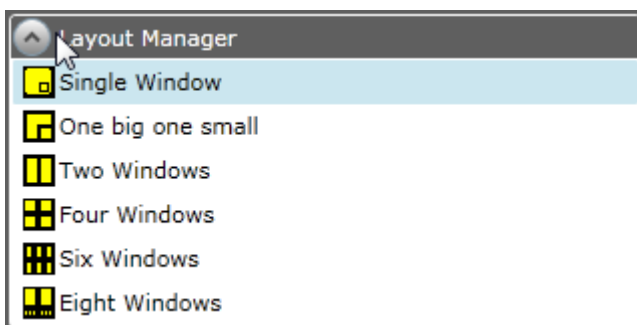 Layout Manager
Single Window
One big one small
Two Windows
Four Windows
Six Windows
Eight Windows